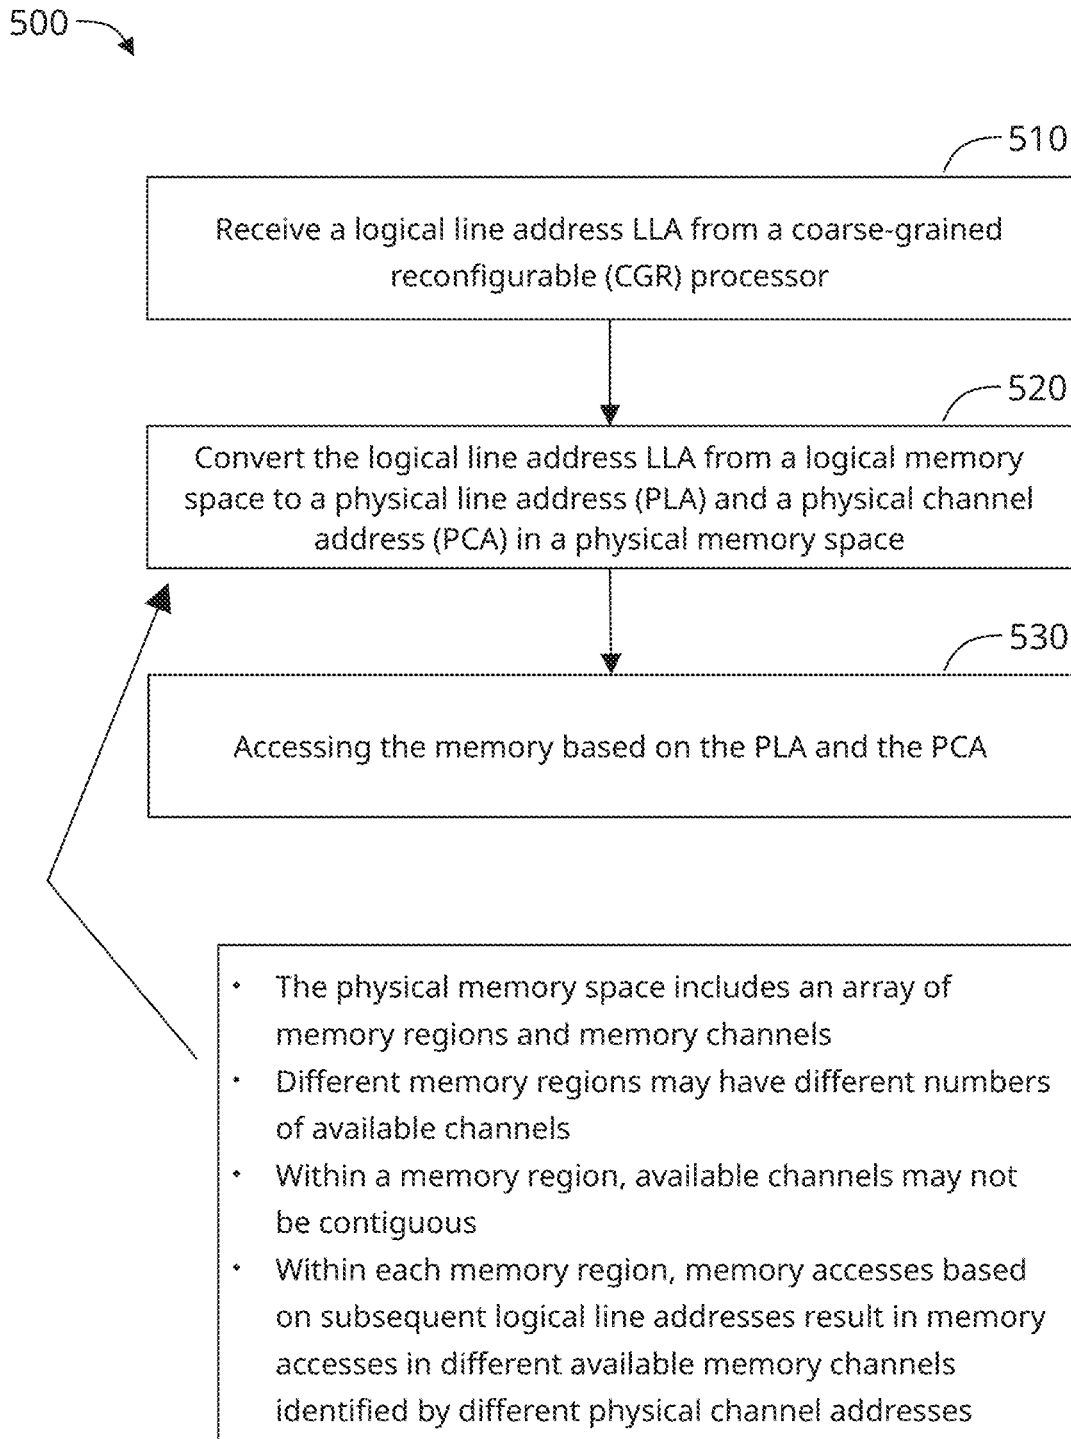 500
510
Receive a logical line address LLA from a coarse-grained
reconfigurable (CGR) processor
520
Convert the logical line address LLA from a logical memory
space to a physical line address (PLA) and a physical channel
address (PCA) in a physical memory space
530
Accessing the memory based on the PLA and the PCA
• The physical memory space includes an array of
memory regions and memory channels
• Different memory regions may have different numbers
of available channels
• Within a memory region, available channels may not
be contiguous
• Within each memory region, memory accesses based
on subsequent logical line addresses result in memory
accesses in different available memory channels
identified by different physical channel addresses